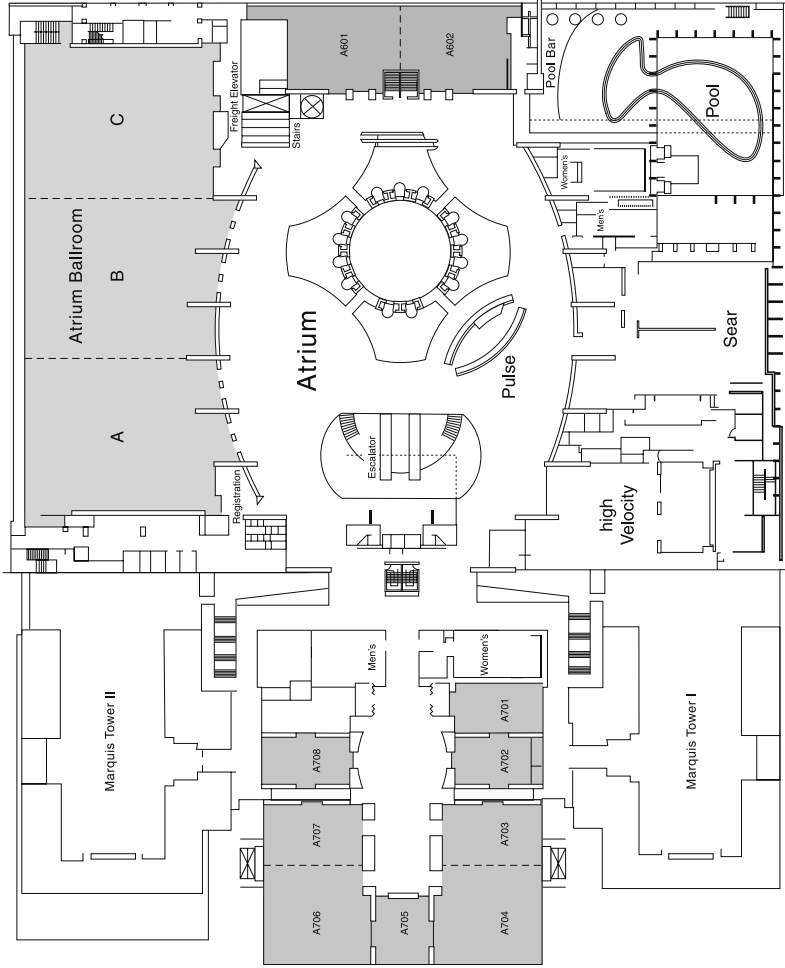 A601
A602
Pool Bar
Pool
Freight Elevator
Stairs
C
Atrium Ballroom
B
A
Women's
Men's
Sear
Atrium
Pulse
Escalator
Registration
high
Velocity
Men's
Women's
Marquis Tower II
Marquis Tower I
A701
A708
A702
A707
A703
A706
A705
A704